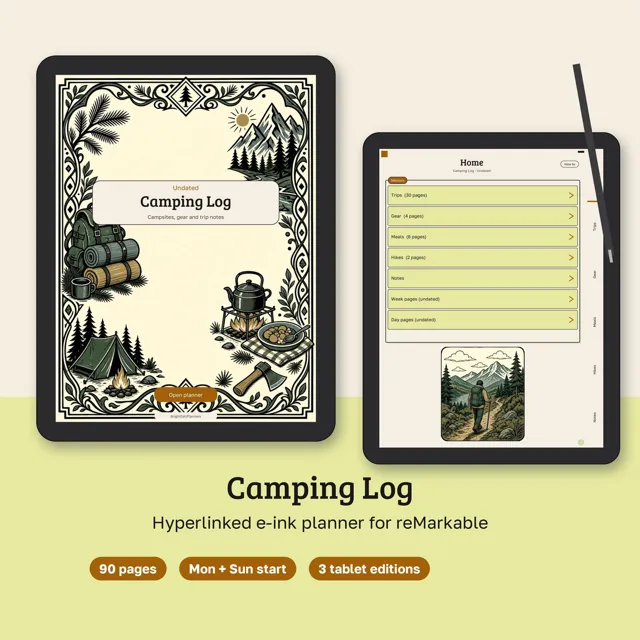 Undated
Camping Log
Campsites, gear and trip notes
Open planner
Home
Camping Log · Undated
Trips (30 pages)
Gear (4 pages)
Meals (6 pages)
Hikes (2 pages)
Notes
Week pages (undated)
Day pages (undated)
Trips
Gear
Meals
Hikes
Notes
Camping Log
Hyperlinked e-ink planner for reMarkable
90 pages
Mon + Sun start
3 tablet editions